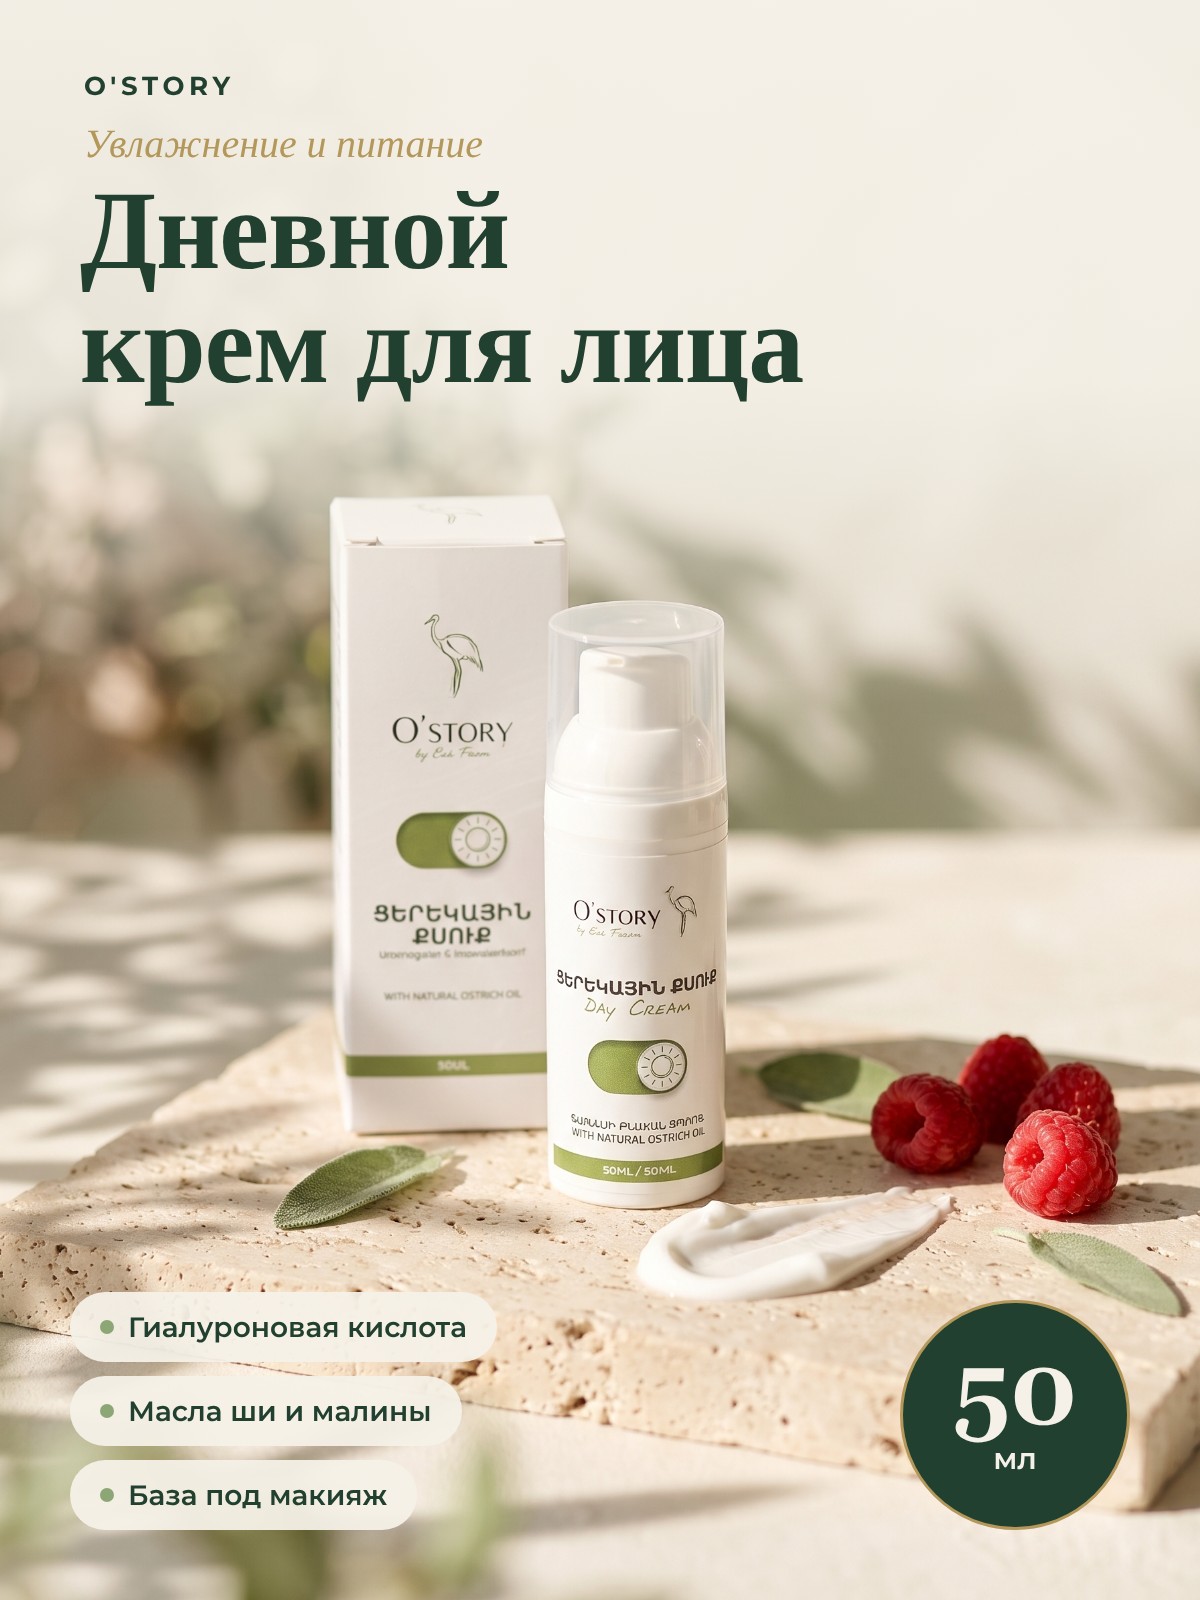 O'STORY
Увлажнение и питание
Дневной
крем для лица
O'STORY
ՑԵՐԵԿԱՅԻՆ
ՔՍՈՒՔ
WITH NATURAL OSTRICH OIL
O'STORY
ՑԵՐԵԿԱՅԻՆ ՔՍՈՒՔ
DAY CREAM
WITH NATURAL OSTRICH OIL
50ML / 50ML
Гиалуроновая кислота
Масла ши и малины
База под макияж
50
мл